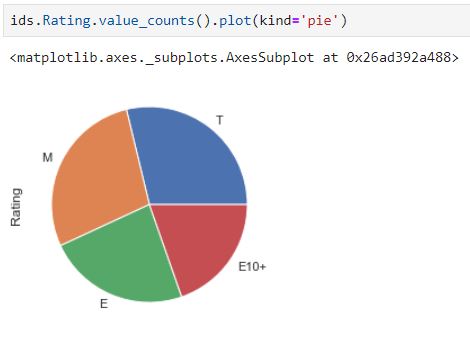 ids.Rating.value_counts().plot(kind='pie')
<matplotlib.axes._subplots.AxesSubplot at 0x26ad392a488>
T
M
Rating
E10+
E